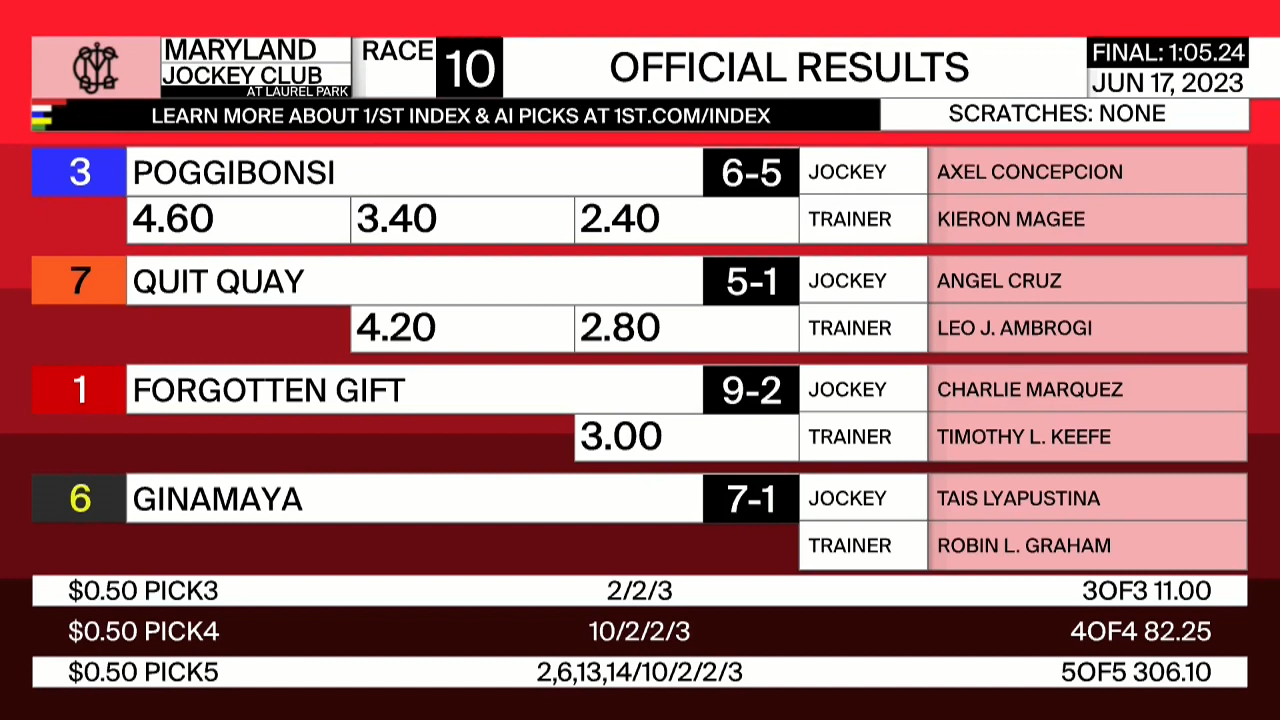 MARYLAND
JOCKEY CLUB
AT LAUREL PARK
RACE 10
OFFICIAL RESULTS
FINAL: 1:05.24
JUN 17, 2023
LEARN MORE ABOUT 1/ST INDEX & AI PICKS AT 1ST.COM/INDEX
SCRATCHES: NONE
3 POGGIBONSI 6-5 JOCKEY AXEL CONCEPCION
4.60 3.40 2.40 TRAINER KIERON MAGEE
7 QUIT QUAY 5-1 JOCKEY ANGEL CRUZ
4.20 2.80 TRAINER LEO J. AMBROGI
1 FORGOTTEN GIFT 9-2 JOCKEY CHARLIE MARQUEZ
3.00 TRAINER TIMOTHY L. KEEFE
6 GINAMAYA 7-1 JOCKEY TAIS LYAPUSTINA
TRAINER ROBIN L. GRAHAM
$0.50 PICK3 2/2/3 3OF3 11.00
$0.50 PICK4 10/2/2/3 4OF4 82.25
$0.50 PICK5 2,6,13,14/10/2/2/3 5OF5 306.10